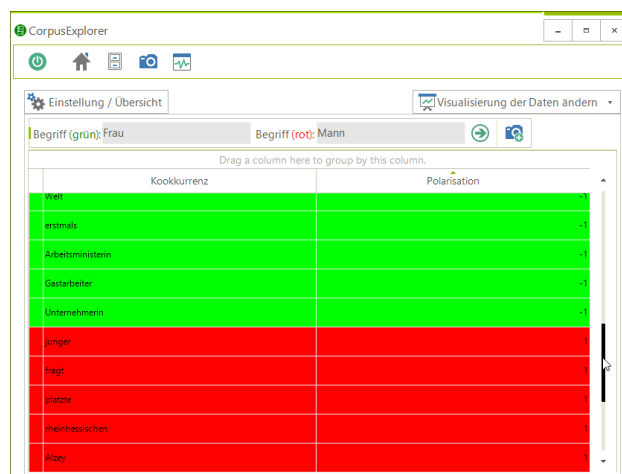 CorpusExplorer
Einstellung / Übersicht
Visualisierung der Daten ändern
Begriff (grün): Frau Begriff (rot): Mann
Drag a column here to group by this column.
Kookkurrenz Polarisation
Welt -1
erstmals -1
Arbeitsministerin -1
Gastarbeiter -1
Unternehmerin -1
junger 1
fragt 1
platzte 1
rheinhessischen 1
Alzey 1